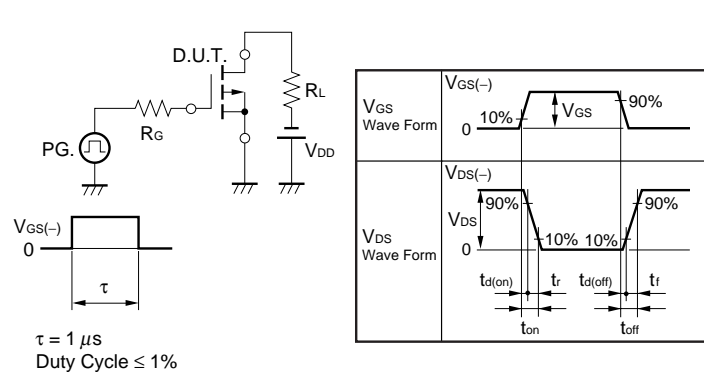 D.U.T.
RL
RG
PG.
VDD
VGS(−)
0
τ
τ = 1 μs
Duty Cycle ≤ 1%
VGS
Wave Form
VGS(−)
10%
VGS
90%
0
VDS
Wave Form
VDS(−)
90%
90%
VDS
10% 10%
0
td(on) tr td(off) tf
ton toff